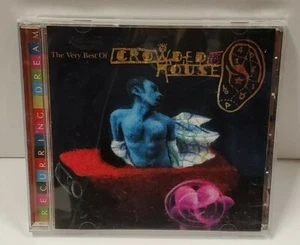 RECURRING DREAM
The Very Best Of
CROWDED
HOUSE